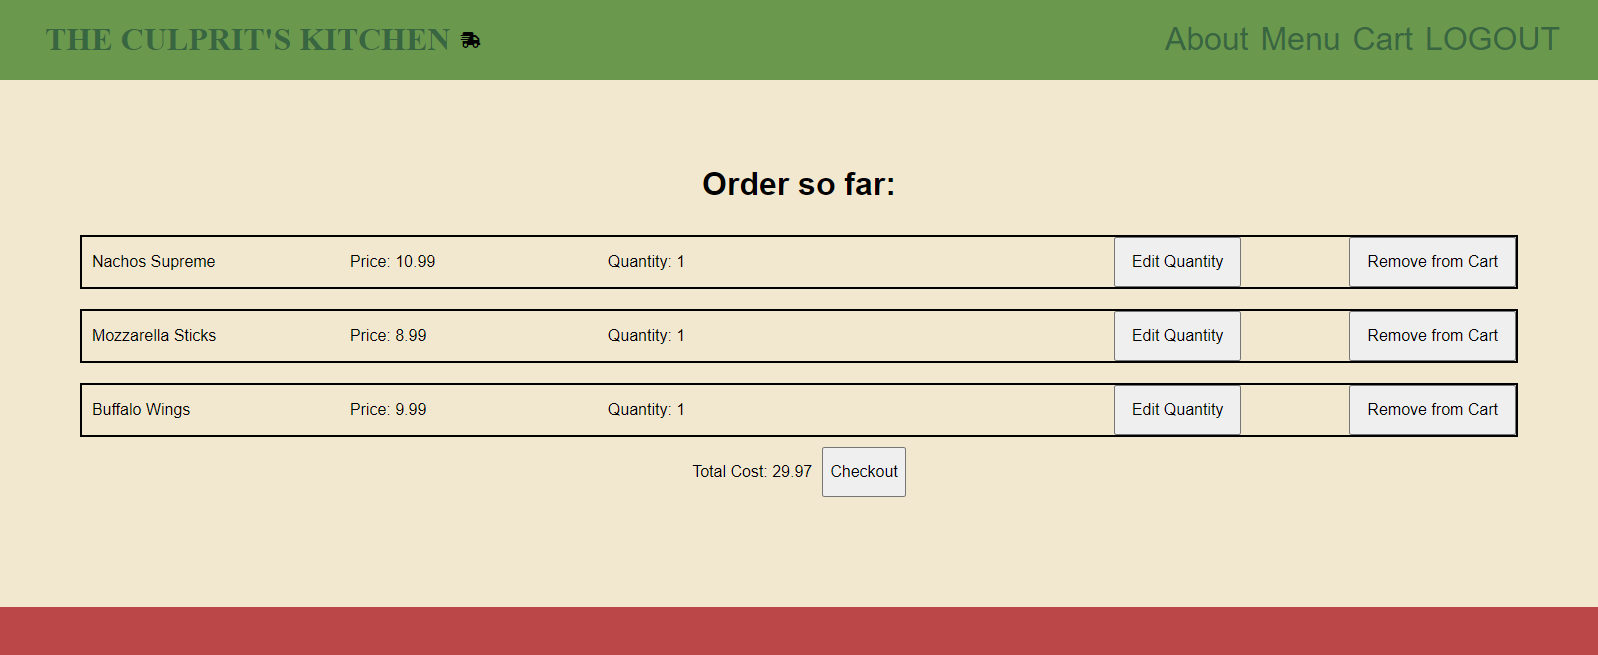 THE CULPRIT'S KITCHEN About Menu Cart LOGOUT
Order so far:
Nachos Supreme Price: 10.99 Quantity: 1 Edit Quantity Remove from Cart
Mozzarella Sticks Price: 8.99 Quantity: 1 Edit Quantity Remove from Cart
Buffalo Wings Price: 9.99 Quantity: 1 Edit Quantity Remove from Cart
Total Cost: 29.97 Checkout